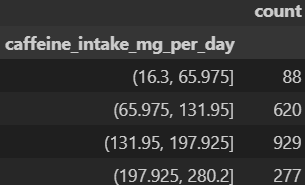 count
caffeine_intake_mg_per_day
(16.3, 65.975] 88
(65.975, 131.95] 620
(131.95, 197.925] 929
(197.925, 280.2] 277